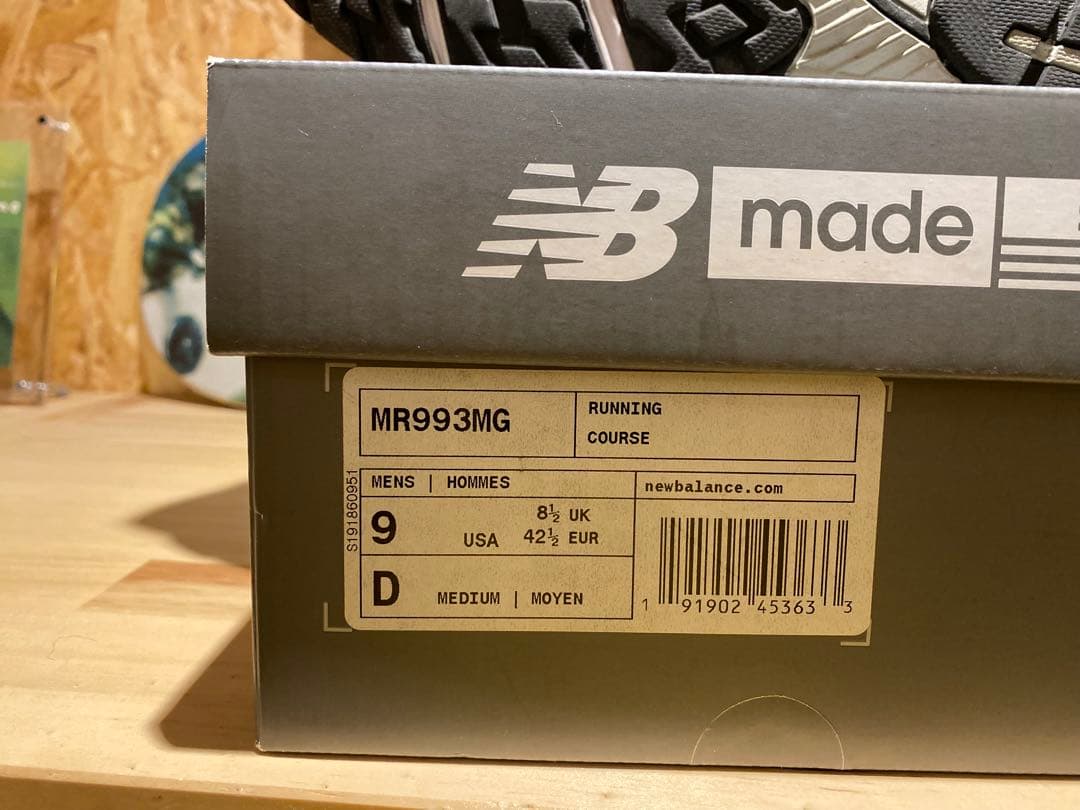 NB made
MR993MG
RUNNING
COURSE
MENS | HOMMES
newbalance.com
9 USA
8½ UK
42½ EUR
D MEDIUM | MOYEN
S191860951
1 91902 45363 3